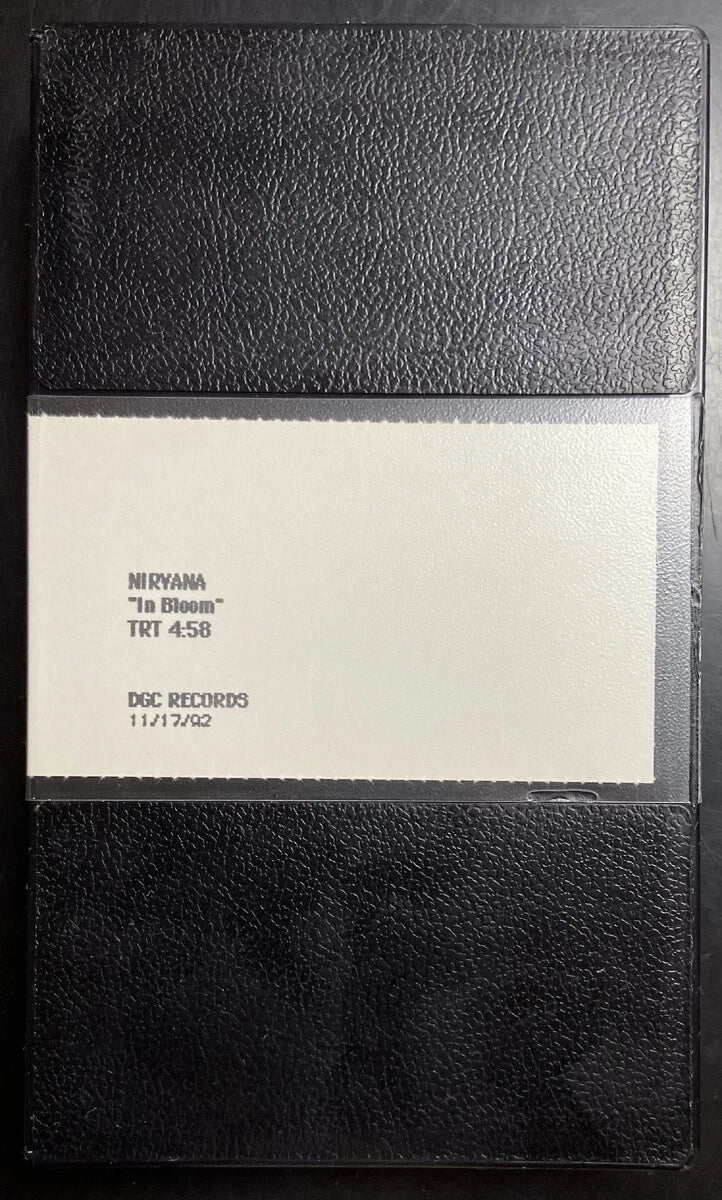 NIRVANA
"In Bloom"
TRT 4:58
DGC RECORDS
11/17/92